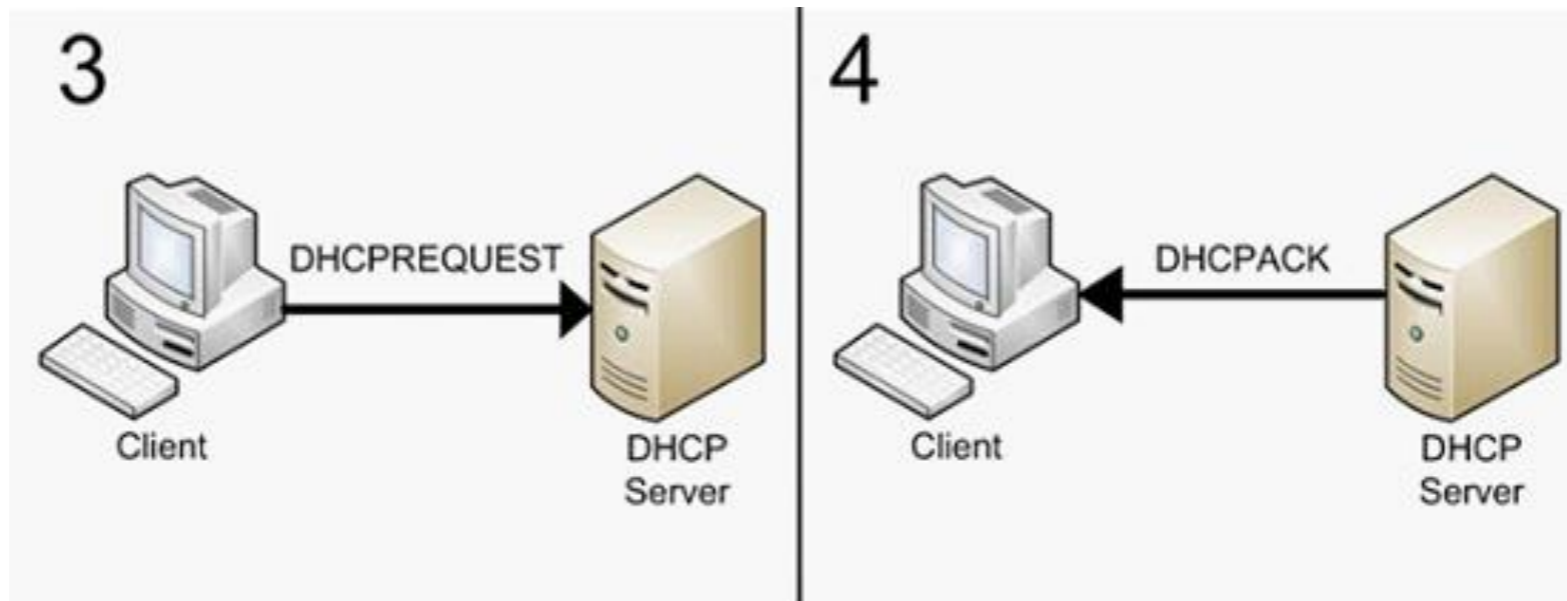 3
DHCPREQUEST
Client
DHCP
Server
4
DHCPACK
Client
DHCP
Server